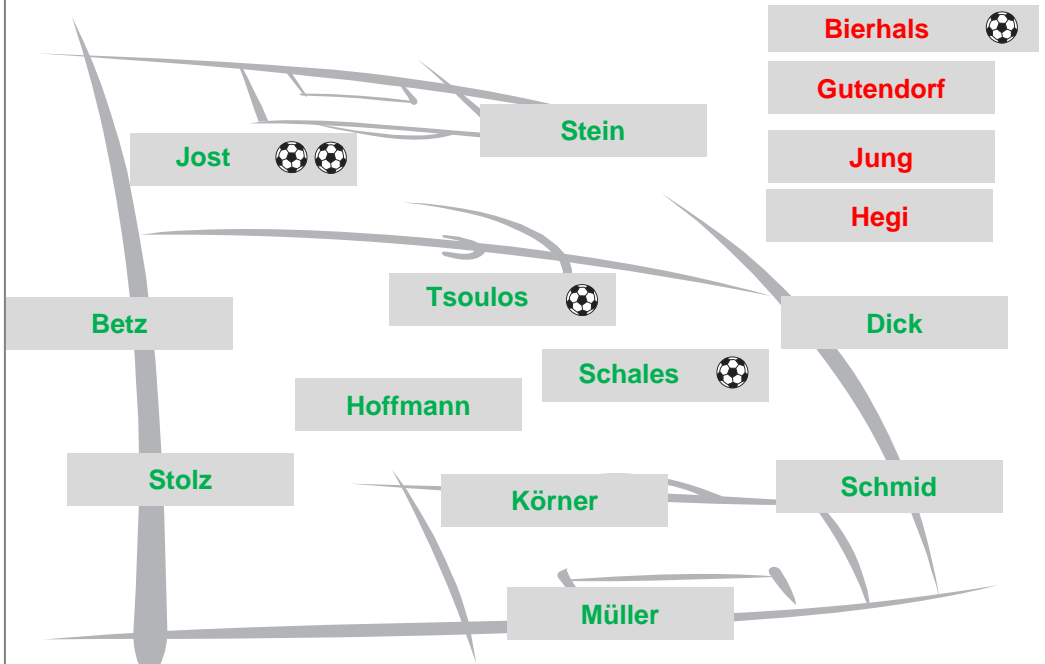 Bierhals
Gutendorf
Stein
Jost
Jung
Hegi
Tsoulos
Betz
Dick
Schales
Hoffmann
Stolz
Körner
Schmid
Müller